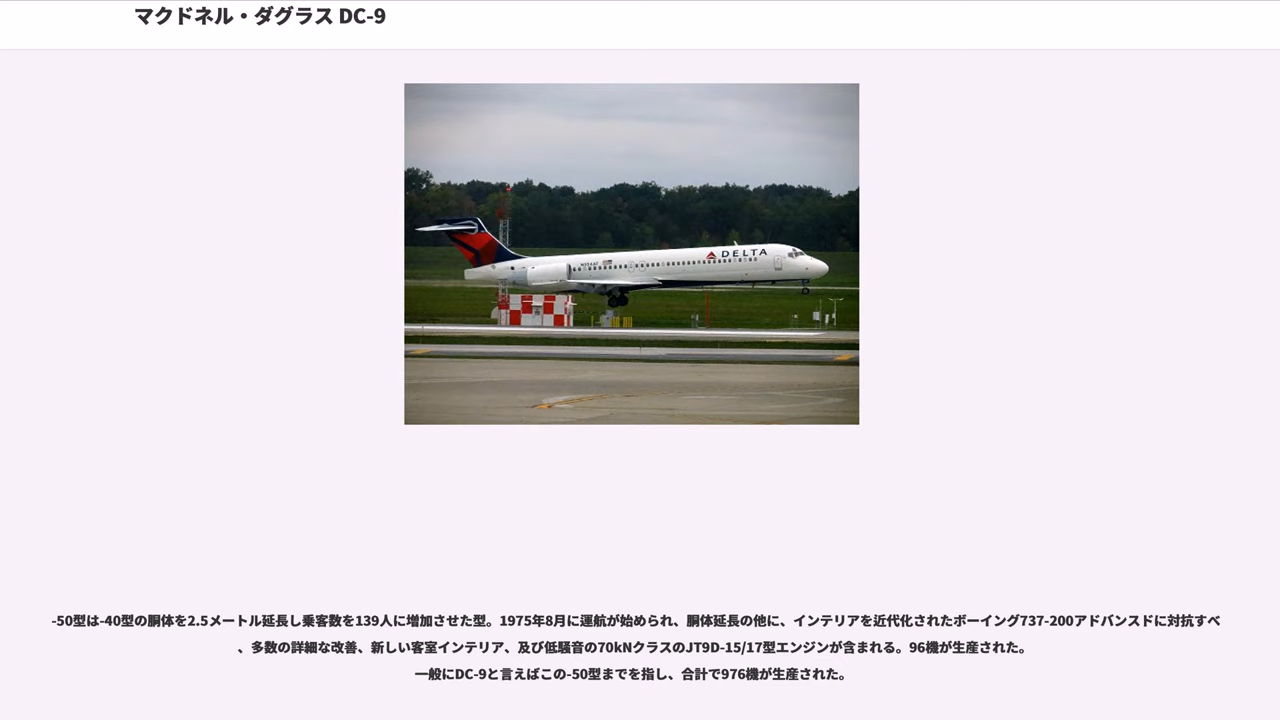 マクドネル・ダグラス DC-9
DELTA
-50型は-40型の胴体を2.5メートル延長し乗客数を139人に増加させた型。1975年8月に運航が始められ、胴体延長の他に、インテリアを近代化されたボーイング737-200アドバンスドに対抗すべ
、多数の詳細な改善、新しい客室インテリア、及び低騒音の70kNクラスのJT9D-15/17型エンジンが含まれる。96機が生産された。
一般にDC-9と言えばこの-50型までを指し、合計で976機が生産された。